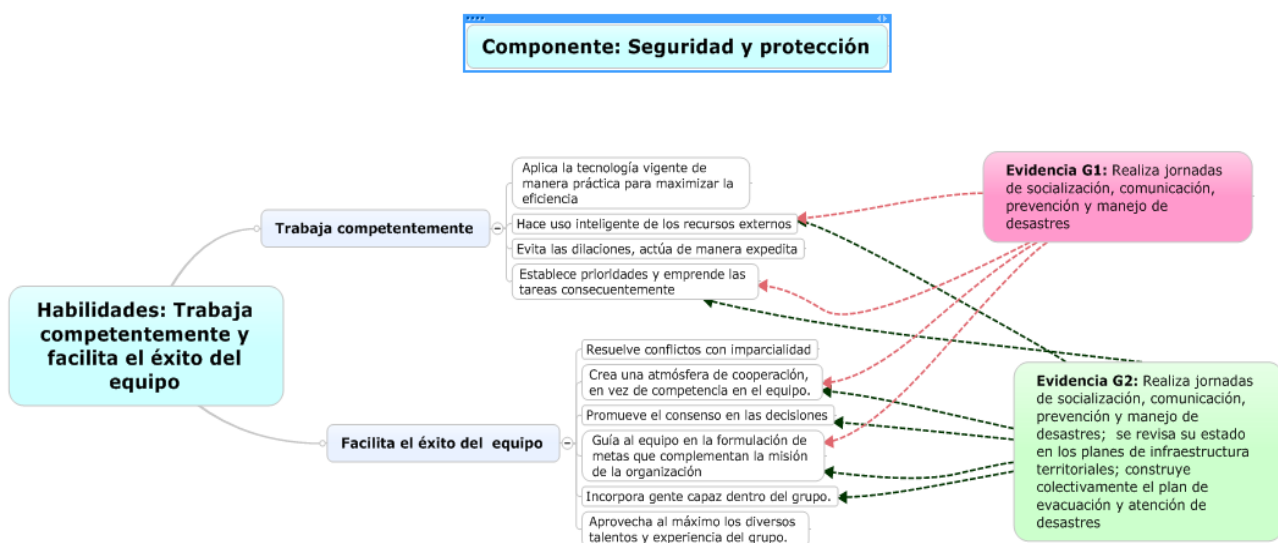 Componente: Seguridad y protección
Habilidades: Trabaja
competentemente y
facilita el éxito del
equipo
Trabaja competentemente
Aplica la tecnología vigente de
manera práctica para maximizar la
eficiencia
Hace uso inteligente de los recursos externos
Evita las dilaciones, actúa de manera expedita
Establece prioridades y emprende las
tareas consecuentemente
Facilita el éxito del  equipo
Resuelve conflictos con imparcialidad
Crea una atmósfera de cooperación,
en vez de competencia en el equipo.
Promueve el consenso en las decisiones
Guía al equipo en la formulación de
metas que complementan la misión
de la organización
Incorpora gente capaz dentro del grupo.
Aprovecha al máximo los diversos
talentos y experiencia del grupo.
Evidencia G1: Realiza jornadas
de socialización, comunicación,
prevención y manejo de
desastres
Evidencia G2: Realiza jornadas
de socialización, comunicación,
prevención y manejo de
desastres;  se revisa su estado
en los planes de infraestructura
territoriales; construye
colectivamente el plan de
evacuación y atención de
desastres